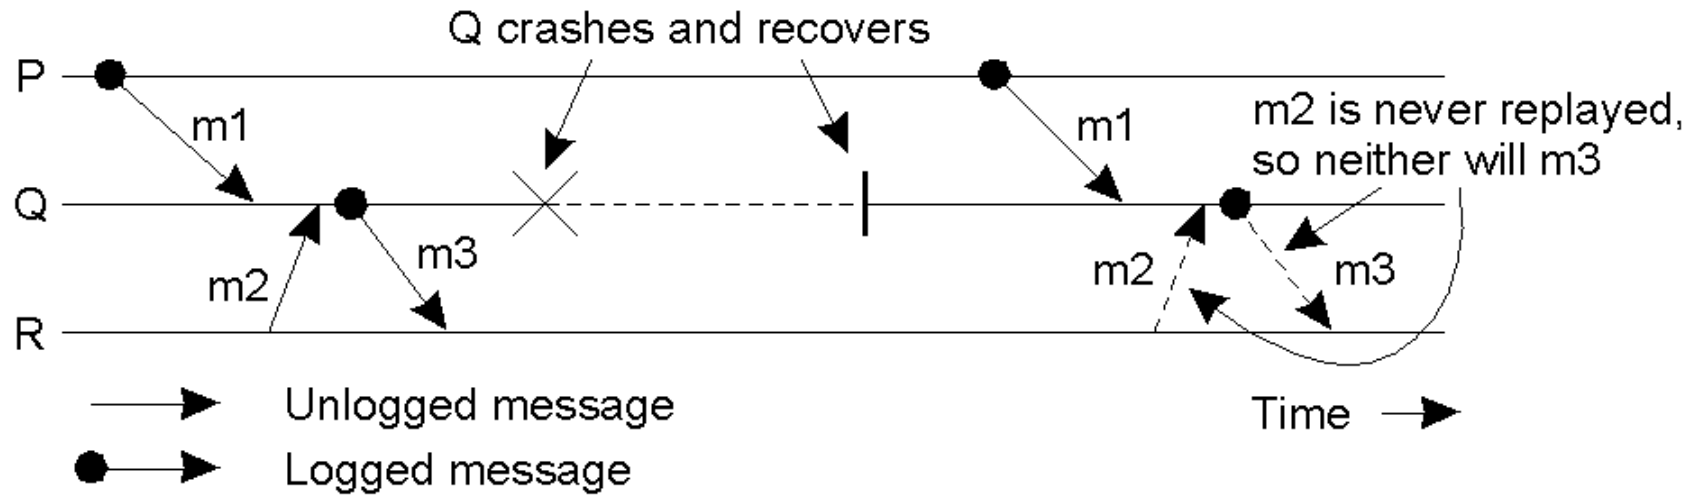 Q crashes and recovers
P
m1
m1
m2 is never replayed,
so neither will m3
Q
m3
m2
m2
m3
R
Unlogged message
Time
Logged message